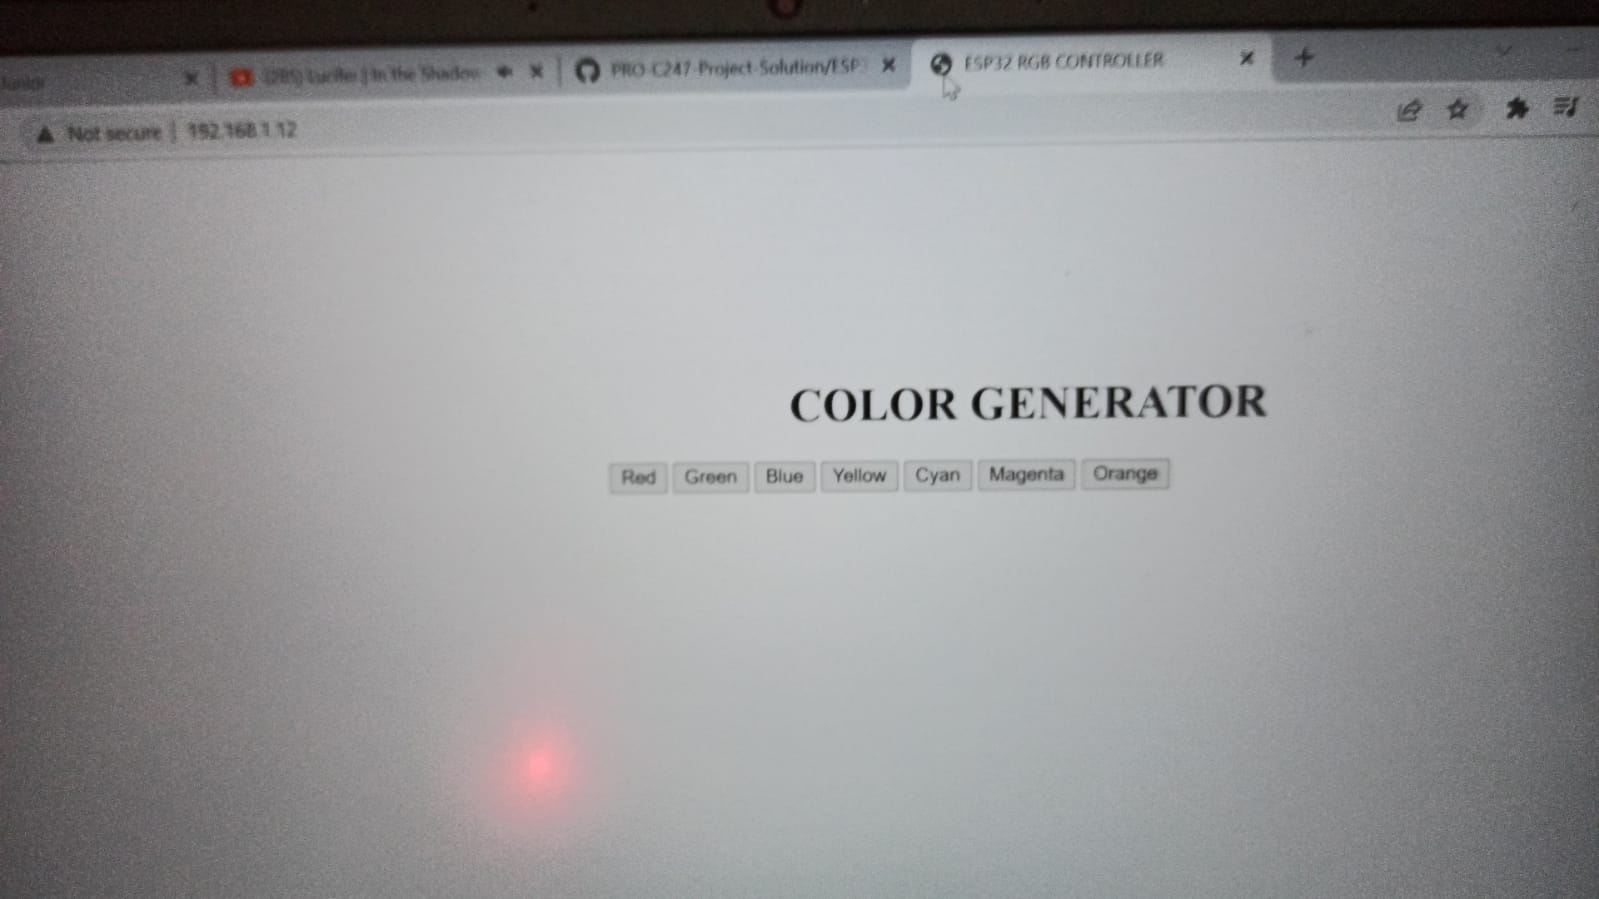 (285) Lucifer | In the Shadow
PRO-C247-Project-Solution/ESP
ESP32 RGB CONTROLLER
Not secure | 192.168.1.12
COLOR GENERATOR
Red Green Blue Yellow Cyan Magenta Orange